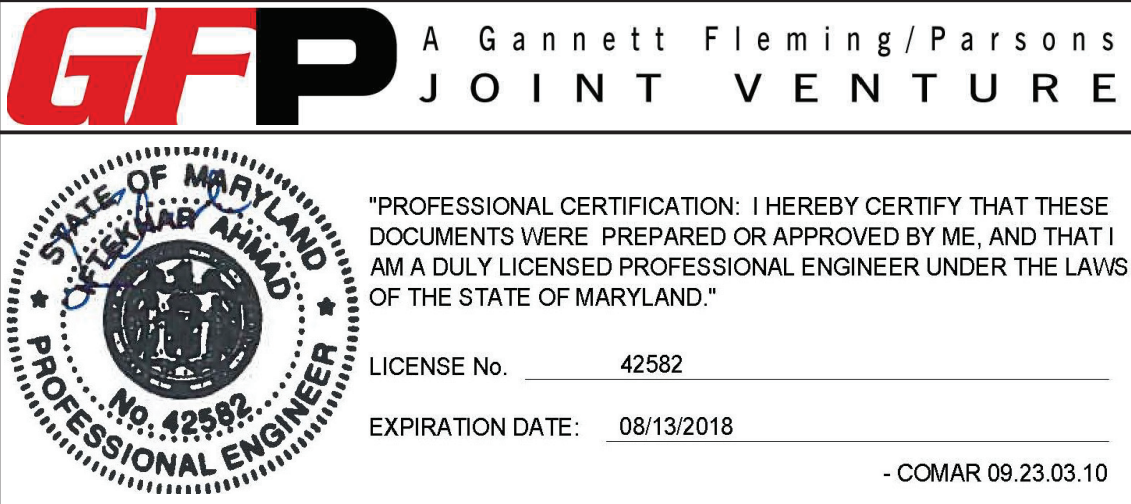 GFP
A Gannett Fleming/Parsons
JOINT VENTURE
STATE OF MARYLAND
IFTEKHAR AHMAD
No. 42582
PROFESSIONAL ENGINEER
"PROFESSIONAL CERTIFICATION: I HEREBY CERTIFY THAT THESE
DOCUMENTS WERE PREPARED OR APPROVED BY ME, AND THAT I
AM A DULY LICENSED PROFESSIONAL ENGINEER UNDER THE LAWS
OF THE STATE OF MARYLAND."
LICENSE No. 42582
EXPIRATION DATE: 08/13/2018
- COMAR 09.23.03.10